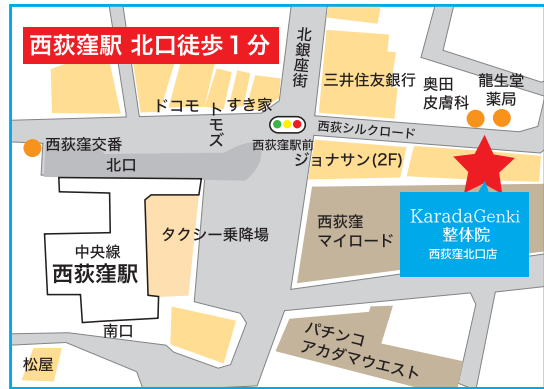 西荻窪駅 北口徒歩1分
北銀座街
三井住友銀行
奥田
皮膚科
龍生堂
薬局
ドコモ
トモズ
すき家
西荻シルクロード
西荻窪交番
北口
西荻窪駅前
ジョナサン(2F)
KaradaGenki
整体院
西荻窪北口店
西荻窪
マイロード
タクシー乗降場
中央線
西荻窪駅
南口
パチンコ
アカダマウエスト
松屋